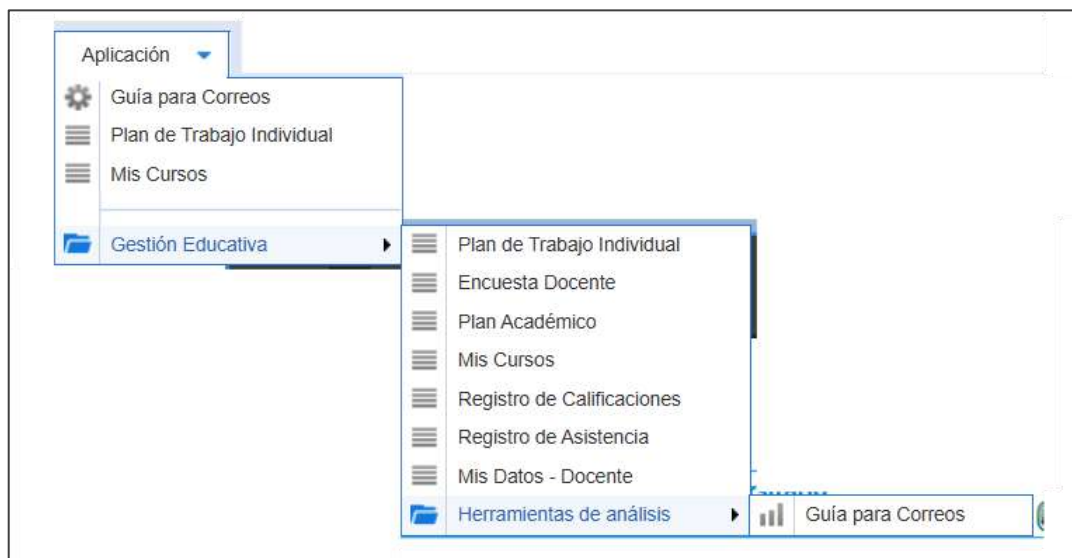 Aplicación
Guía para Correos
Plan de Trabajo Individual
Mis Cursos
Gestión Educativa
Plan de Trabajo Individual
Encuesta Docente
Plan Académico
Mis Cursos
Registro de Calificaciones
Registro de Asistencia
Mis Datos - Docente
Herramientas de análisis
Guía para Correos